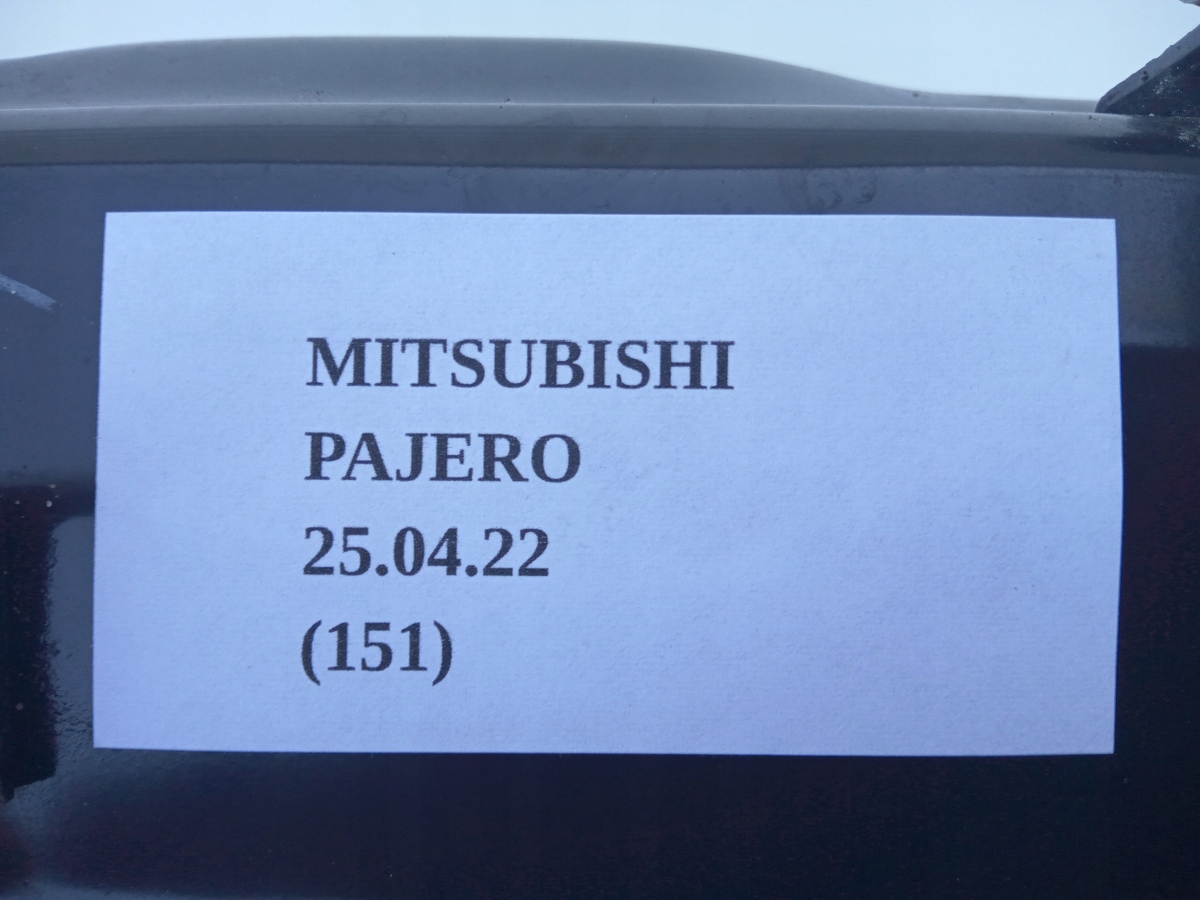 MITSUBISHI
PAJERO
25.04.22
(151)